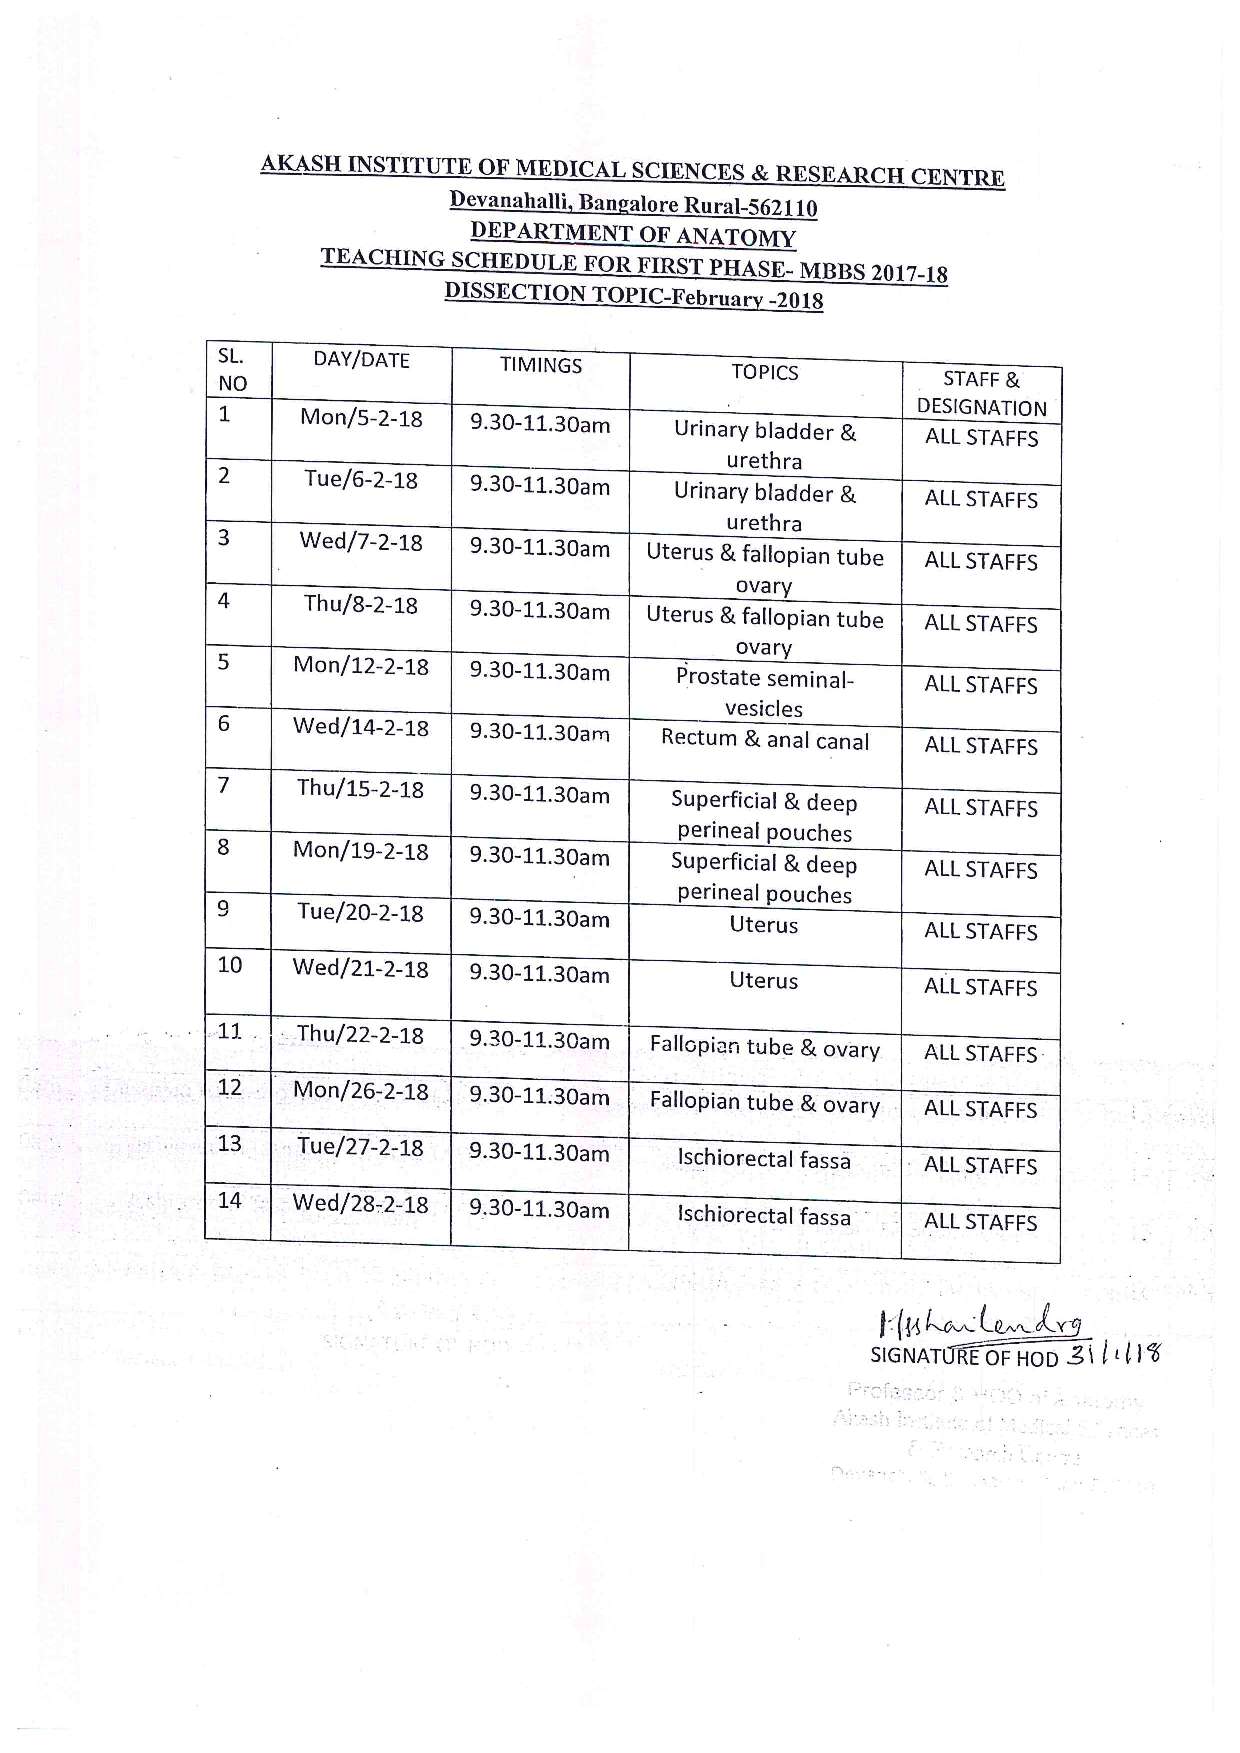 AKASH INSTITUTE OF MEDICAL SCIENCES & RESEARCH CENTRE
Devanahalli, Bangalore Rural-562110
DEPARTMENT OF ANATOMY
TEACHING SCHEDULE FOR FIRST PHASE- MBBS 2017-18
DISSECTION TOPIC-February -2018
SL. NO DAY/DATE TIMINGS TOPICS STAFF & DESIGNATION
1 Mon/5-2-18 9.30-11.30am Urinary bladder & urethra ALL STAFFS
2 Tue/6-2-18 9.30-11.30am Urinary bladder & urethra ALL STAFFS
3 Wed/7-2-18 9.30-11.30am Uterus & fallopian tube ovary ALL STAFFS
4 Thu/8-2-18 9.30-11.30am Uterus & fallopian tube ovary ALL STAFFS
5 Mon/12-2-18 9.30-11.30am Prostate seminal-vesicles ALL STAFFS
6 Wed/14-2-18 9.30-11.30am Rectum & anal canal ALL STAFFS
7 Thu/15-2-18 9.30-11.30am Superficial & deep perineal pouches ALL STAFFS
8 Mon/19-2-18 9.30-11.30am Superficial & deep perineal pouches ALL STAFFS
9 Tue/20-2-18 9.30-11.30am Uterus ALL STAFFS
10 Wed/21-2-18 9.30-11.30am Uterus ALL STAFFS
11 Thu/22-2-18 9.30-11.30am Fallopian tube & ovary ALL STAFFS
12 Mon/26-2-18 9.30-11.30am Fallopian tube & ovary ALL STAFFS
13 Tue/27-2-18 9.30-11.30am Ischiorectal fassa ALL STAFFS
14 Wed/28-2-18 9.30-11.30am Ischiorectal fassa ALL STAFFS
SIGNATURE OF HOD 31/1/18
Professor & HOD of Anatomy
Akash Institute of Medical Sciences
& Research Centre